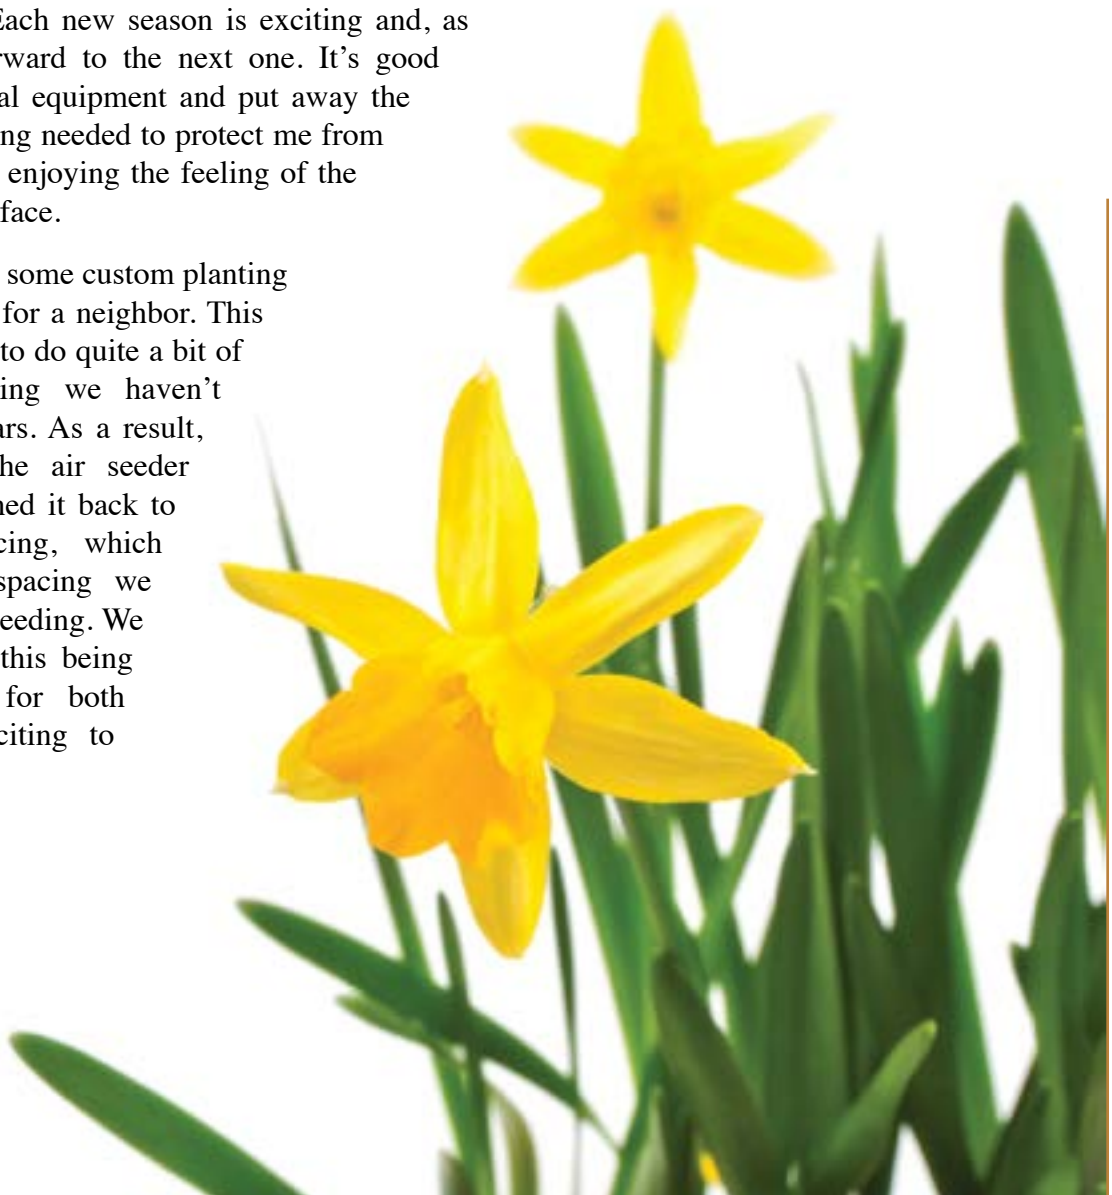 Each new season is exciting and, as
rward to the next one. It’s good
al equipment and put away the
ng needed to protect me from
enjoying the feeling of the
face.
some custom planting
for a neighbor. This
to do quite a bit of
ing we haven’t
ars. As a result,
he air seeder
ned it back to
cing, which
spacing we
eeding. We
this being
for both
citing to